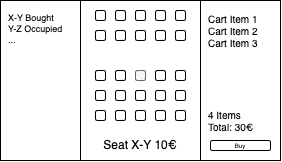 X-Y Bought
Y-Z Occupied
...
Seat X-Y 10€
Cart Item 1
Cart Item 2
Cart Item 3
4 Items
Total: 30€
Buy